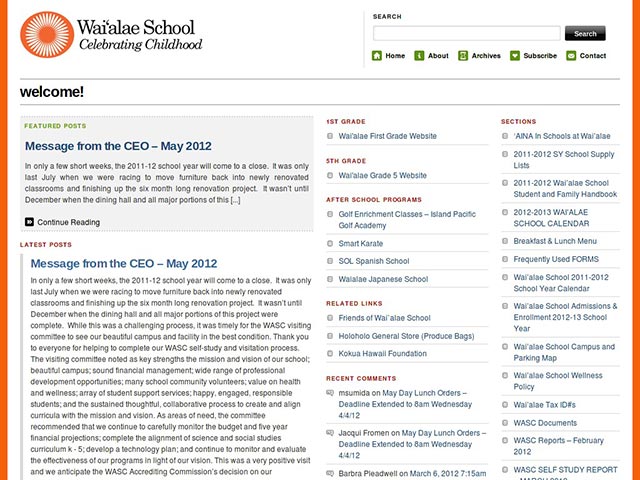 Wai'alae School
Celebrating Childhood
SEARCH
Search
Home
About
Archives
Subscribe
Contact
welcome!
FEATURED POSTS
Message from the CEO – May 2012
In only a few short weeks, the 2011-12 school year will come to a close. It was only
last July when we were racing to move furniture back into newly renovated
classrooms and finishing up the six month long renovation project. It wasn't until
December when the dining hall and all major portions of this [...]
Continue Reading
LATEST POSTS
Message from the CEO – May 2012
In only a few short weeks, the 2011-12 school year will come to a close. It was
only last July when we were racing to move furniture back into newly renovated
classrooms and finishing up the six month long renovation project. It wasn't until
December when the dining hall and all major portions of this project were
complete. While this was a challenging process, it was timely for the WASC visiting
committee to see our beautiful campus and facility in the best condition. Thank you
to everyone for helping to complete our WASC self-study and visitation process.
The visiting committee noted as key strengths the mission and vision of our school;
beautiful campus; sound financial management; wide range of professional
development opportunities; many school community volunteers; value on health
and wellness; array of student support services; happy, engaged, responsible
students; and the sustained thoughtful, collaborative process to create and align
curricula with the mission and vision. As areas of need, the committee
recommended that we continue to carefully monitor the budget and five year
financial projections; complete the alignment of science and social studies
curriculum k - 5; develop a technology plan; and continue to monitor and evaluate
the effectiveness of our programs in light of our vision. This was a very positive visit
and we anticipate the WASC Accrediting Commission's decision on our
1ST GRADE
Wai'alae First Grade Website
5TH GRADE
Wai'alae Grade 5 Website
AFTER SCHOOL PROGRAMS
Golf Enrichment Classes – Island Pacific
Golf Academy
Smart Karate
SOL Spanish School
Waialae Japanese School
RELATED LINKS
Friends of Wai`alae School
Holoholo General Store (Produce Bags)
Kokua Hawaii Foundation
RECENT COMMENTS
msumida on May Day Lunch Orders –
Deadline Extended to 8am Wednesday
4/4/12
Jacqui Fromen on May Day Lunch Orders –
Deadline Extended to 8am Wednesday
4/4/12
Barbra Pleadwell on March 6, 2012 7:15am
SECTIONS
'AINA In Schools at Wai'alae
2011-2012 SY School Supply
Lists
2011-2012 Wai'alae School
Student and Family Handbook
2012-2013 WAI'ALAE
SCHOOL CALENDAR
Breakfast & Lunch Menu
Frequently Used FORMS
Wai'alae School 2011-2012
School Year Calendar
Wai'alae School Admissions &
Enrollment 2012-13 School
Year
Wai'alae School Campus and
Parking Map
Wai'alae School Wellness
Policy
Wai'alae Tax ID#s
WASC Documents
WASC Reports – February
2012
WASC SELF STUDY REPORT